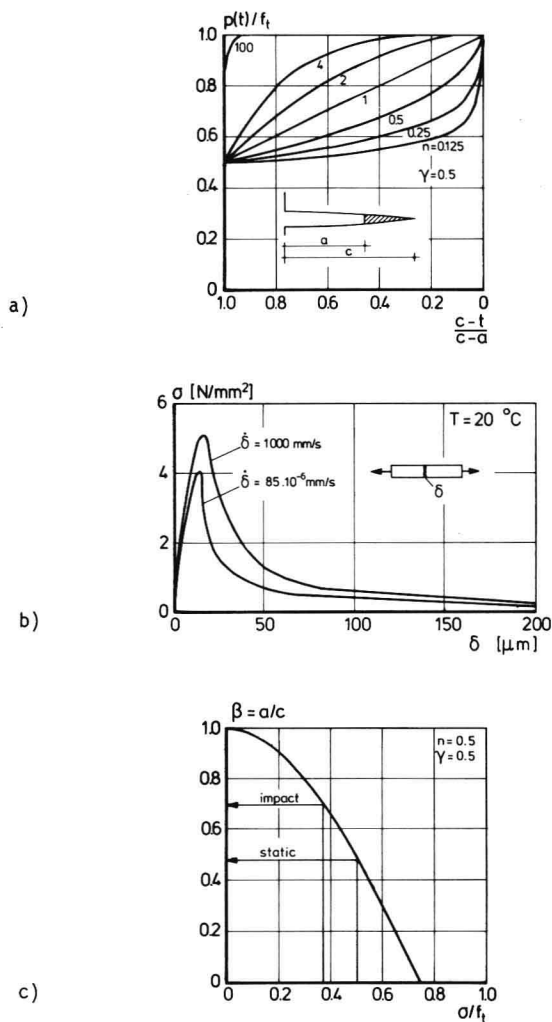 a)
p(t)/fₜ
1.0
0.8
0.6
0.4
0.2
0
100
4
2
1
0.5
0.25
n=0.125
γ=0.5
a
c
1.0 0.8 0.6 0.4 0.2 0
c-t
c-a
b)
σ [N/mm²]
6
4
2
0
T = 20 °C
δ̇ = 1000 mm/s
δ̇ = 85.10⁻⁶mm/s
δ
0 50 100 150 200
δ [μm]
c)
β = a/c
1.0
0.8
0.6
0.4
0.2
0
n=0.5
γ=0.5
impact
static
0 0.2 0.4 0.6 0.8 1.0
σ/fₜ